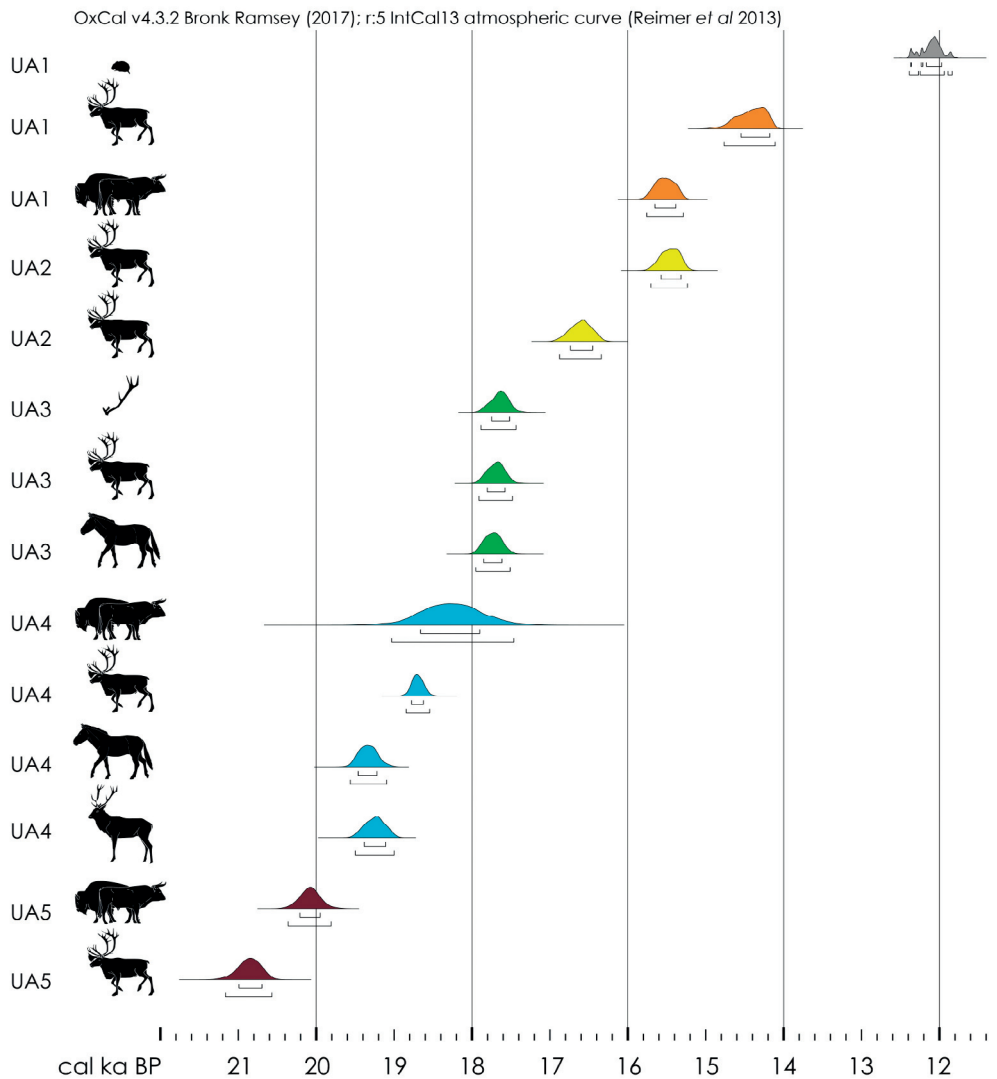 OxCal v4.3.2 Bronk Ramsey (2017); r:5 IntCal13 atmospheric curve (Reimer et al 2013)
UA1
UA1
UA1
UA2
UA2
UA3
UA3
UA3
UA4
UA4
UA4
UA4
UA5
UA5
cal ka BP 21 20 19 18 17 16 15 14 13 12